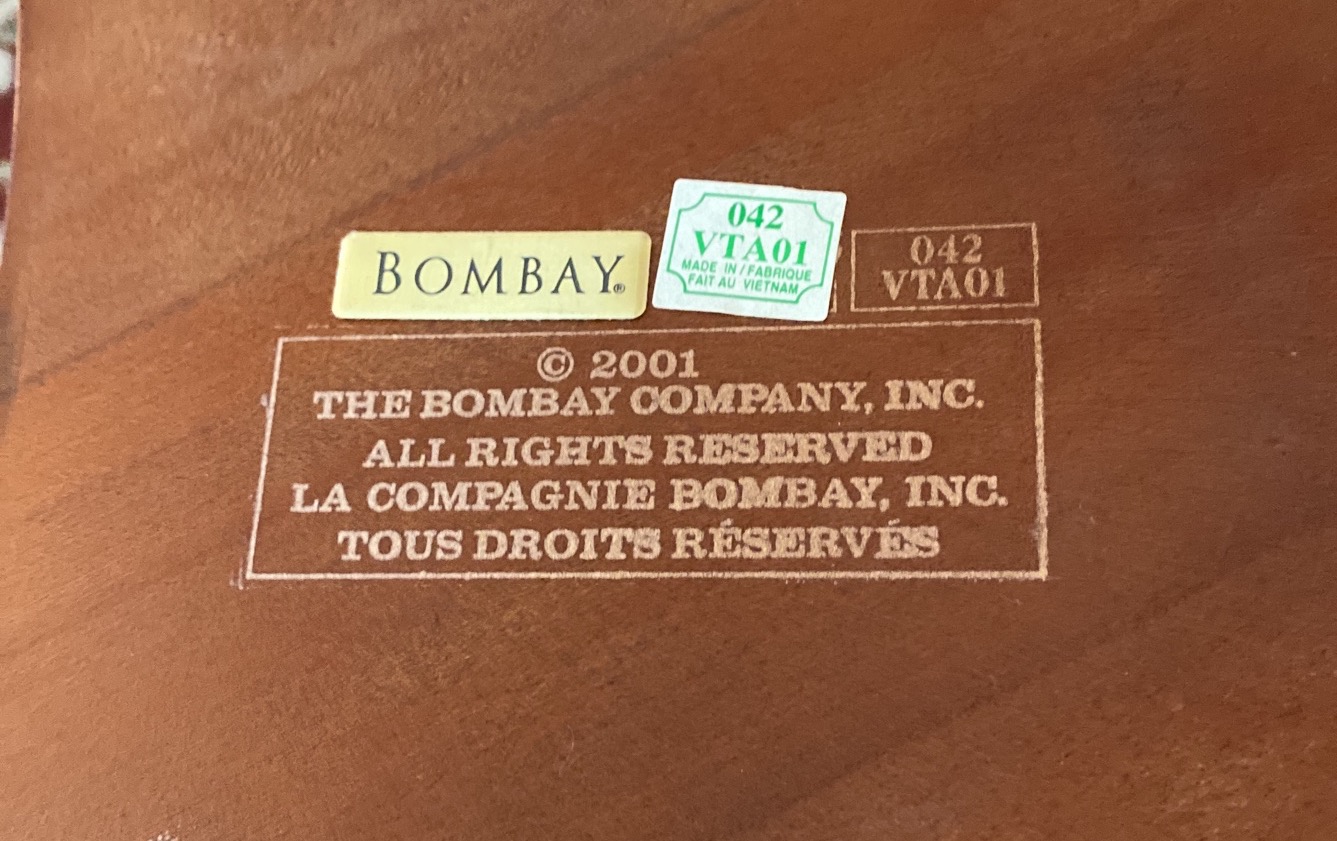 BOMBAY®
042
VTA01
MADE IN / FABRIQUE
FAIT AU VIETNAM
042
VTA01
© 2001
THE BOMBAY COMPANY, INC.
ALL RIGHTS RESERVED
LA COMPAGNIE BOMBAY, INC.
TOUS DROITS RÉSERVÉS